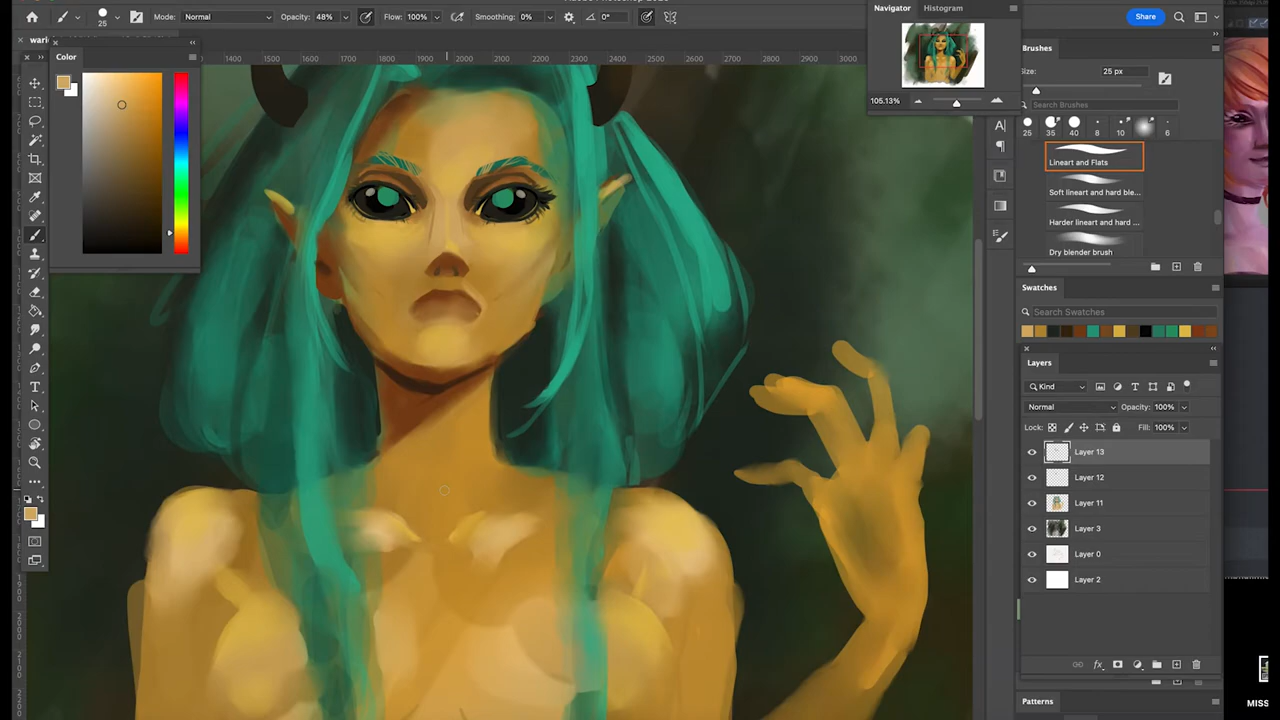 25
Mode: Normal
Opacity: 48%
Flow: 100%
Smoothing: 0%
0°
Share
Navigator
Histogram
105.13%
Color
1400
1500
1600
1700
1800
1900
2000
2100
2200
2300
2400
2500
2600
2700
2800
2900
3000
Brushes
Size:
25 px
Search Brushes
25
35
40
8
10
6
Lineart and Flats
Soft lineart and hard ble...
Harder lineart and hard ...
Dry blender brush
Swatches
Search Swatches
Layers
Kind
Normal
Opacity: 100%
Lock:
Fill: 100%
Layer 13
Layer 12
Layer 11
Layer 3
Layer 0
Layer 2
Patterns
MISS